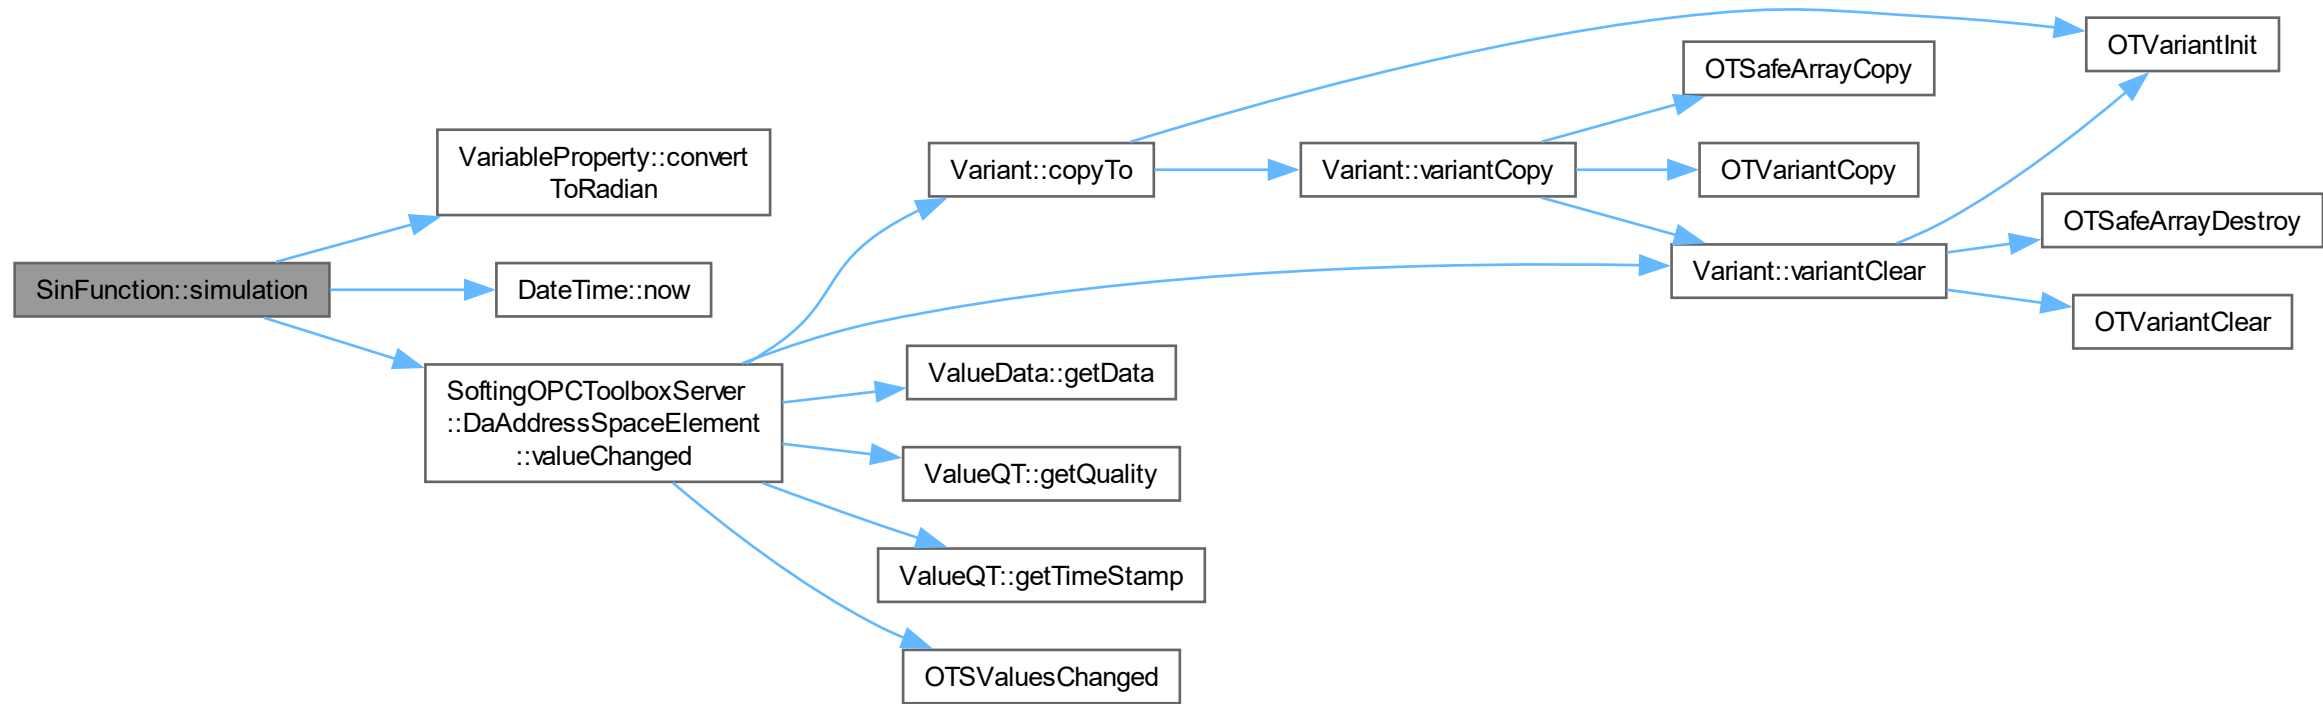 SinFunction::simulation
VariableProperty::convert
ToRadian
DateTime::now
SoftingOPCToolboxServer
::DaAddressSpaceElement
::valueChanged
Variant::copyTo
ValueData::getData
ValueQT::getQuality
ValueQT::getTimeStamp
OTSValuesChanged
Variant::variantCopy
OTSafeArrayCopy
OTVariantCopy
Variant::variantClear
OTVariantInit
OTSafeArrayDestroy
OTVariantClear